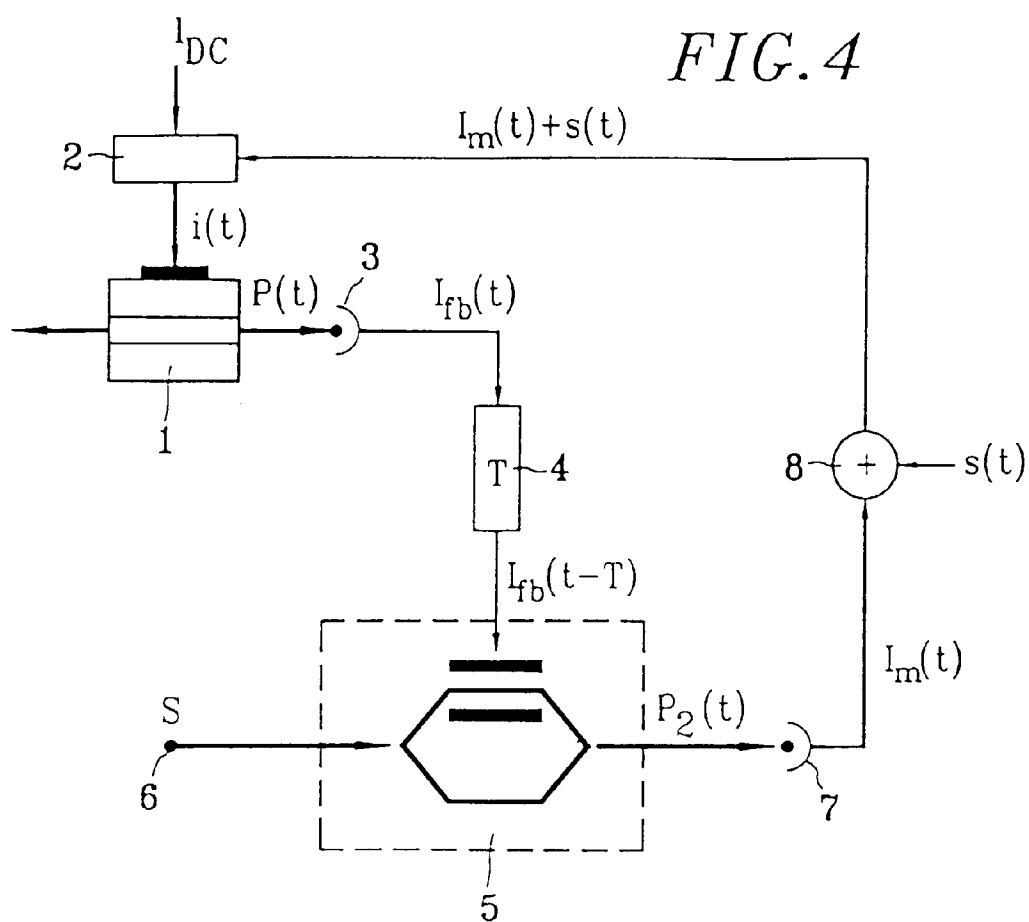 I_DC
FIG. 4
I_m(t)+s(t)
2
i(t)
3
P(t)
I_fb(t)
1
T
4
8
+
s(t)
I_fb(t-T)
I_m(t)
S
P_2(t)
6
7
5